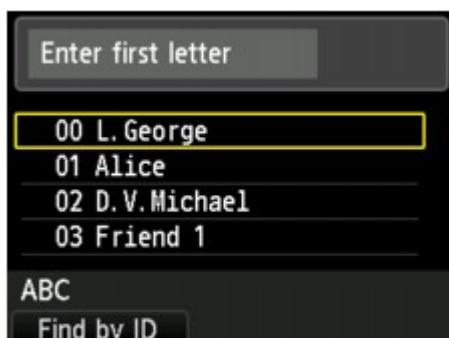 Enter first letter
00 L.George
01 Alice
02 D.V.Michael
03 Friend 1
ABC
Find by ID